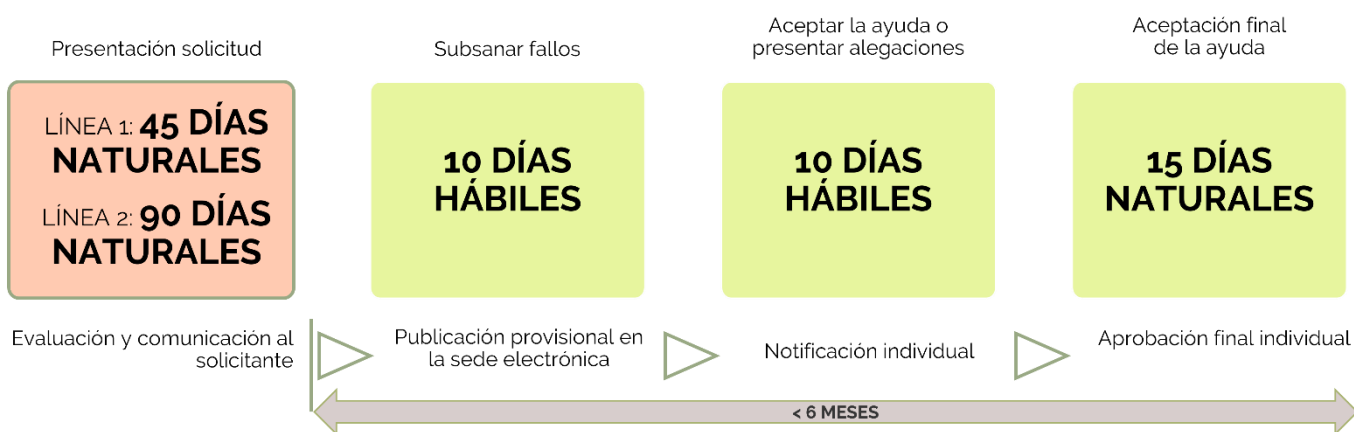 Presentación solicitud
Subsanar fallos
Aceptar la ayuda o
presentar alegaciones
Aceptación final
de la ayuda
LÍNEA 1: 45 DÍAS
NATURALES
LÍNEA 2: 90 DÍAS
NATURALES
10 DÍAS
HÁBILES
10 DÍAS
HÁBILES
15 DÍAS
NATURALES
Evaluación y comunicación al
solicitante
Publicación provisional en
la sede electrónica
Notificación individual
Aprobación final individual
< 6 MESES